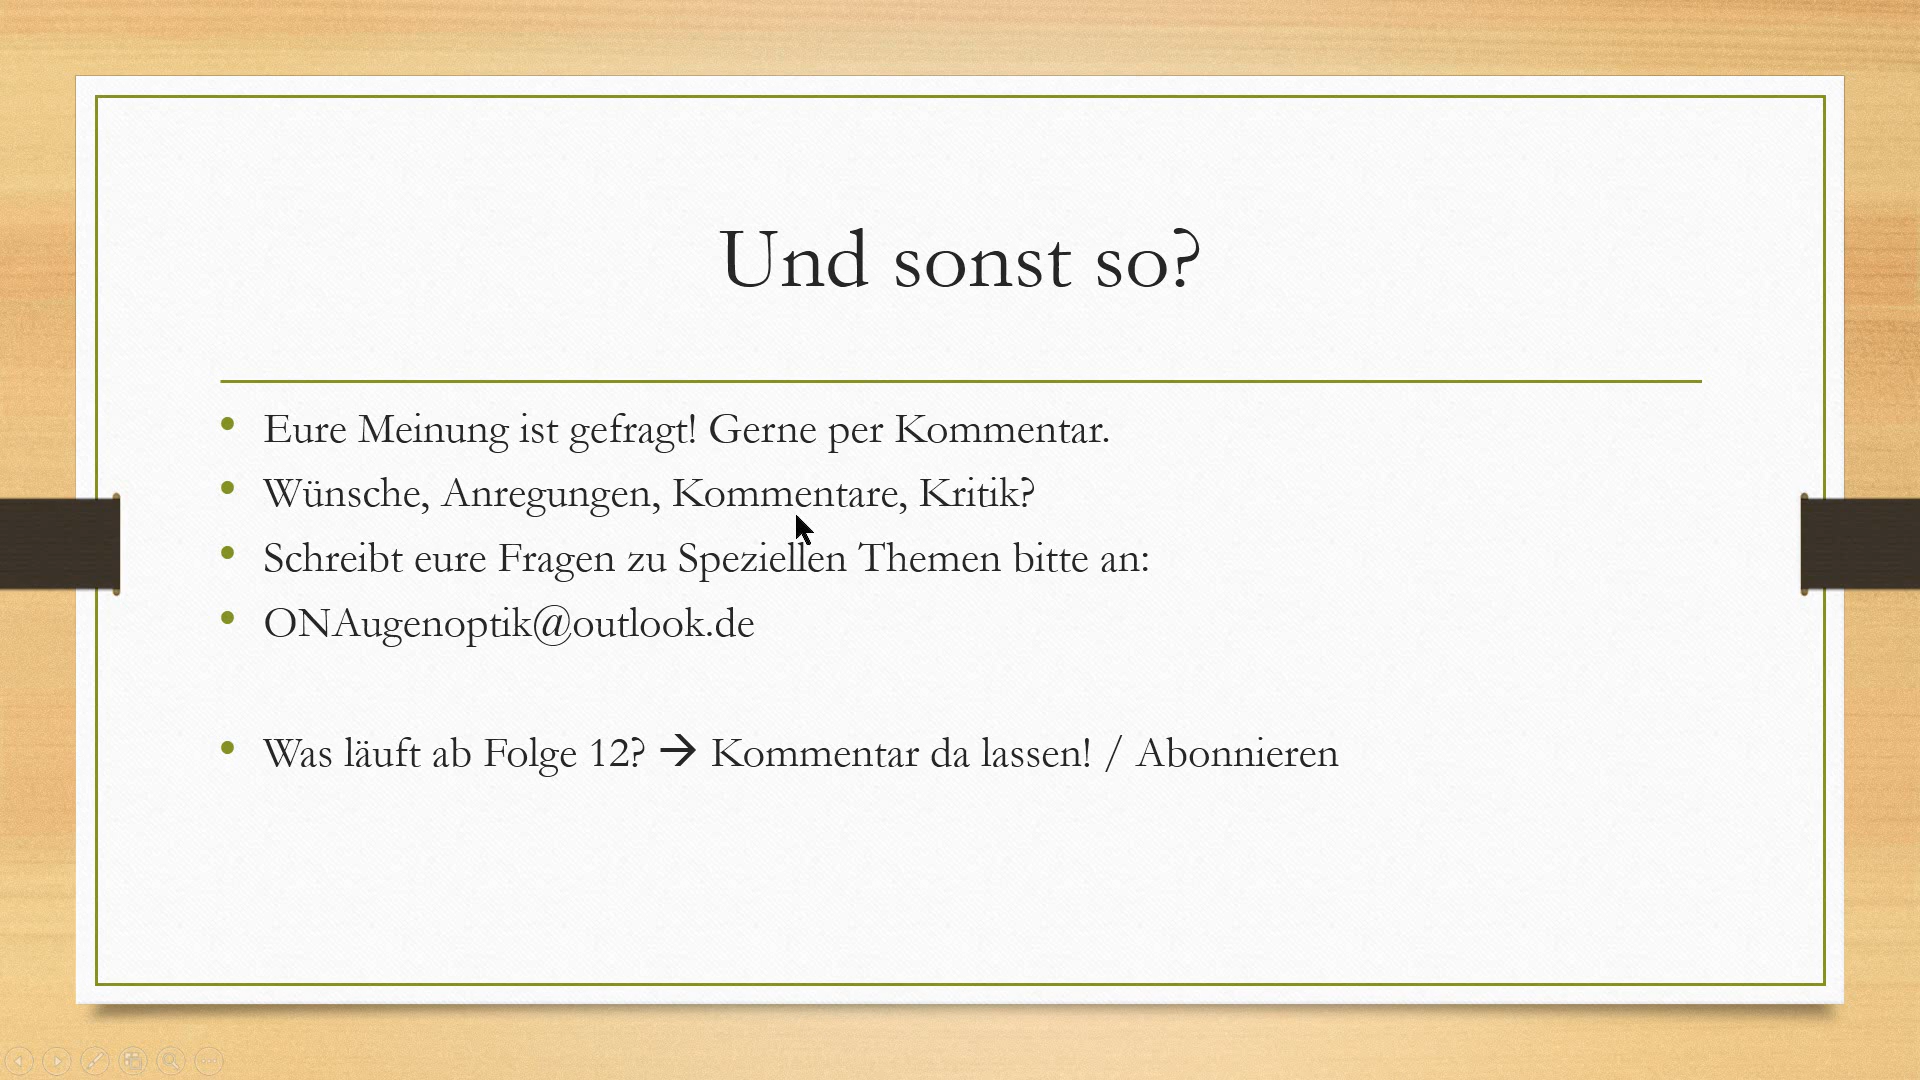 Und sonst so?
Eure Meinung ist gefragt! Gerne per Kommentar.
Wünsche, Anregungen, Kommentare, Kritik?
Schreibt eure Fragen zu Speziellen Themen bitte an:
ONAugenoptik@outlook.de
Was läuft ab Folge 12? → Kommentar da lassen! / Abonnieren